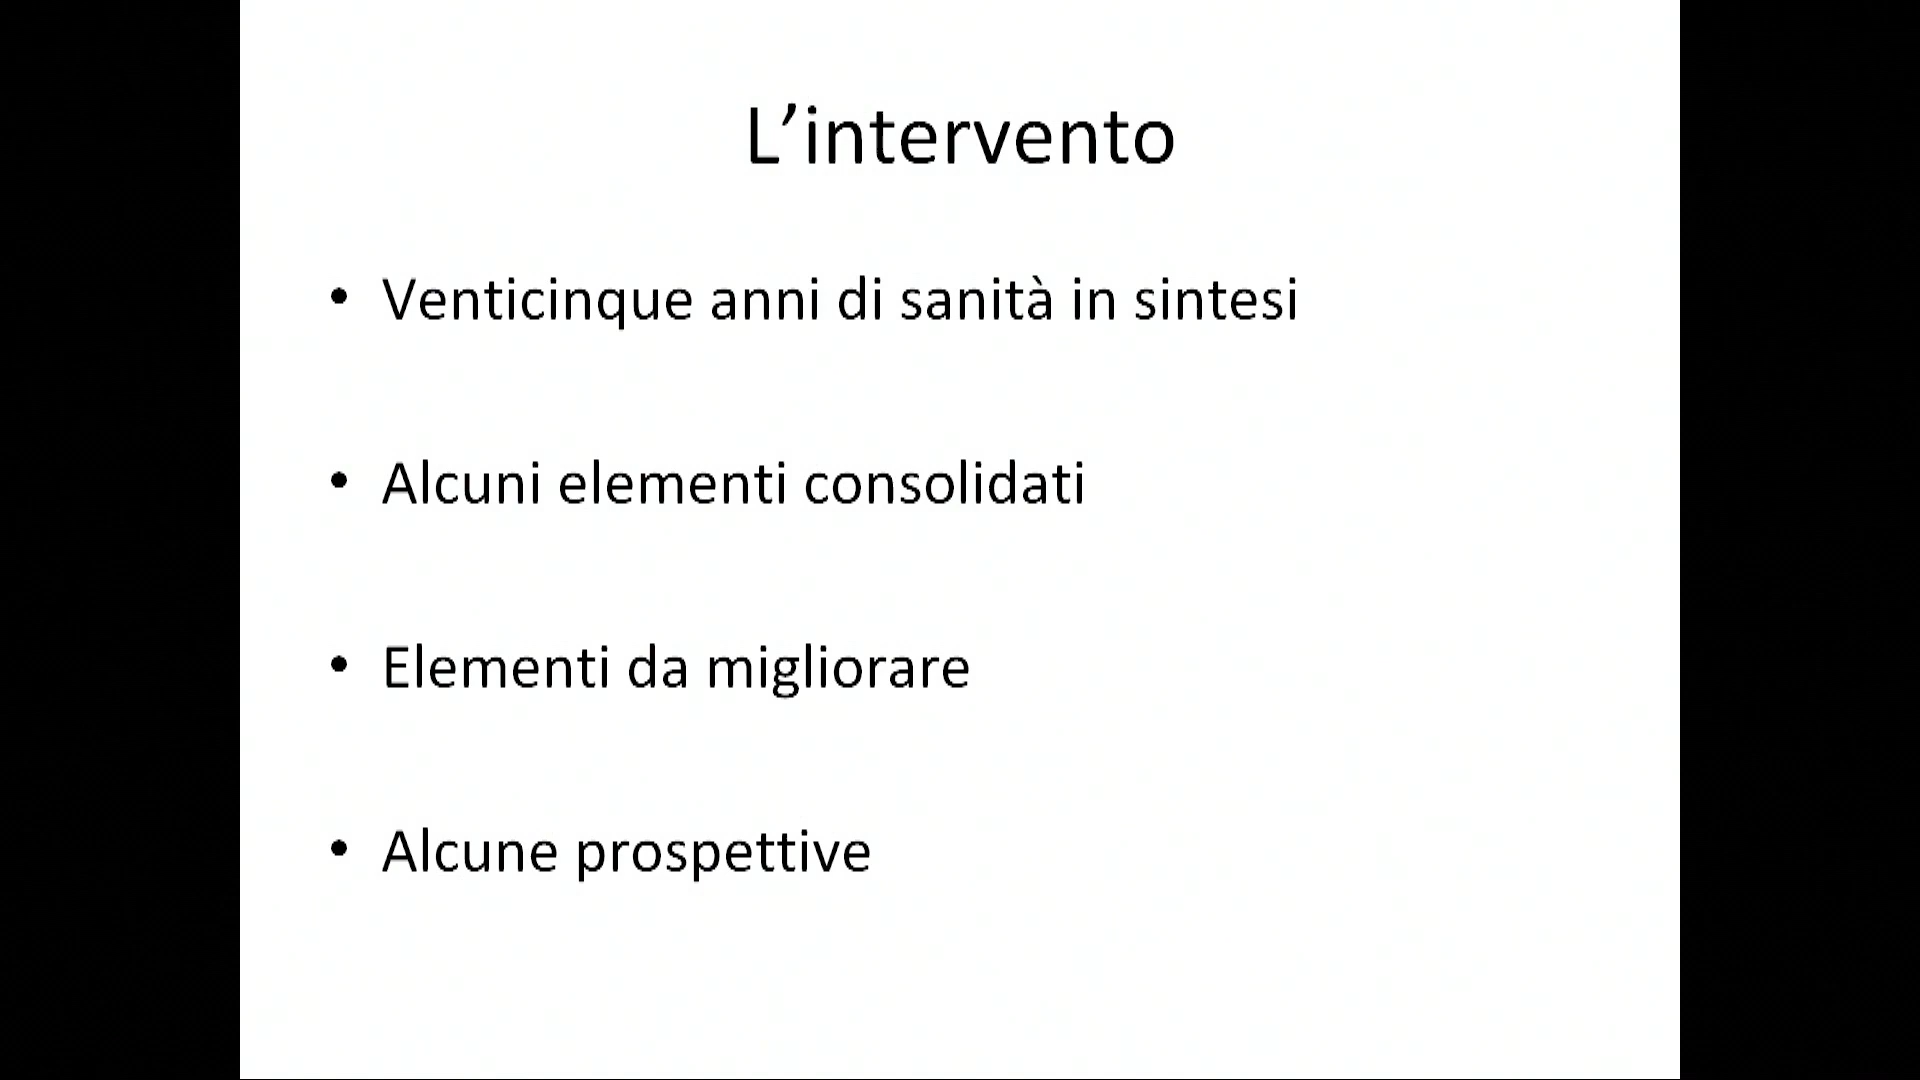 L’intervento
• Venticinque anni di sanità in sintesi
• Alcuni elementi consolidati
• Elementi da migliorare
• Alcune prospettive